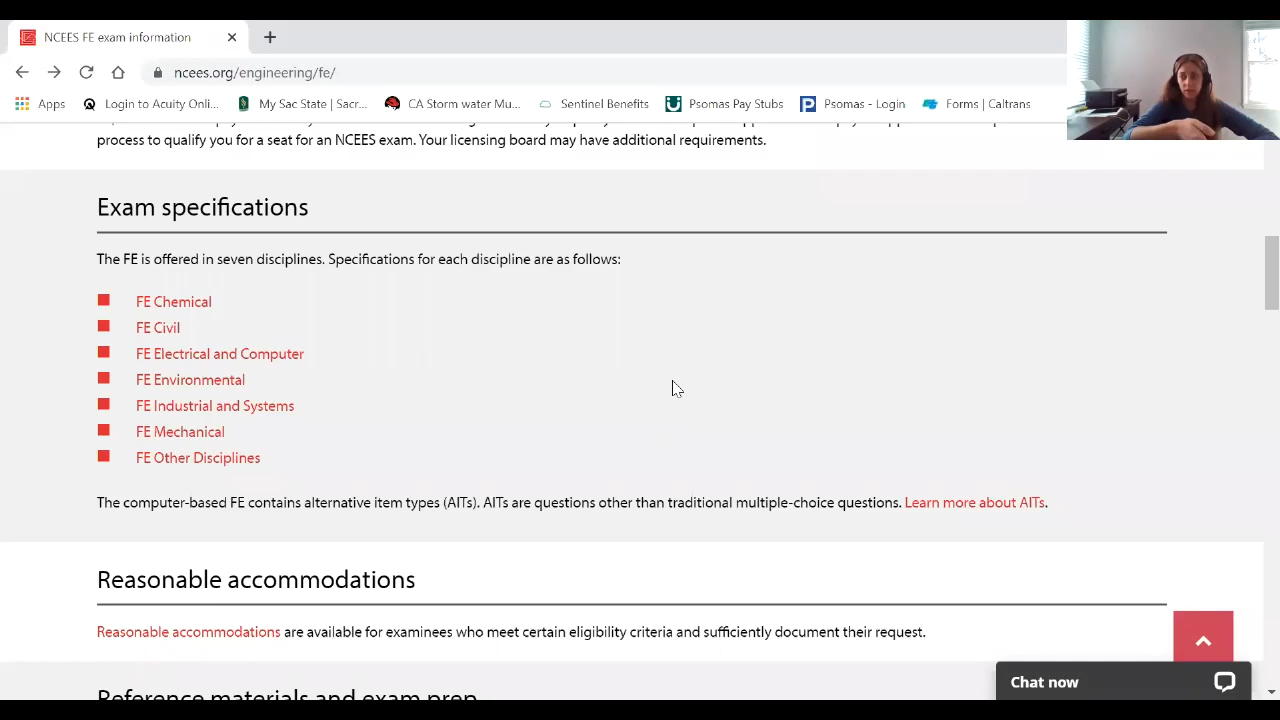 NCEES FE exam information
ncees.org/engineering/fe/
Apps Login to Acuity Onli... My Sac State | Sacr... CA Storm water Mu... Sentinel Benefits Psomas Pay Stubs Psomas - Login Forms | Caltrans
process to qualify you for a seat for an NCEES exam. Your licensing board may have additional requirements.
Exam specifications
The FE is offered in seven disciplines. Specifications for each discipline are as follows:
FE Chemical
FE Civil
FE Electrical and Computer
FE Environmental
FE Industrial and Systems
FE Mechanical
FE Other Disciplines
The computer-based FE contains alternative item types (AITs). AITs are questions other than traditional multiple-choice questions. Learn more about AITs.
Reasonable accommodations
Reasonable accommodations are available for examinees who meet certain eligibility criteria and sufficiently document their request.
Reference materials and exam prep
Chat now